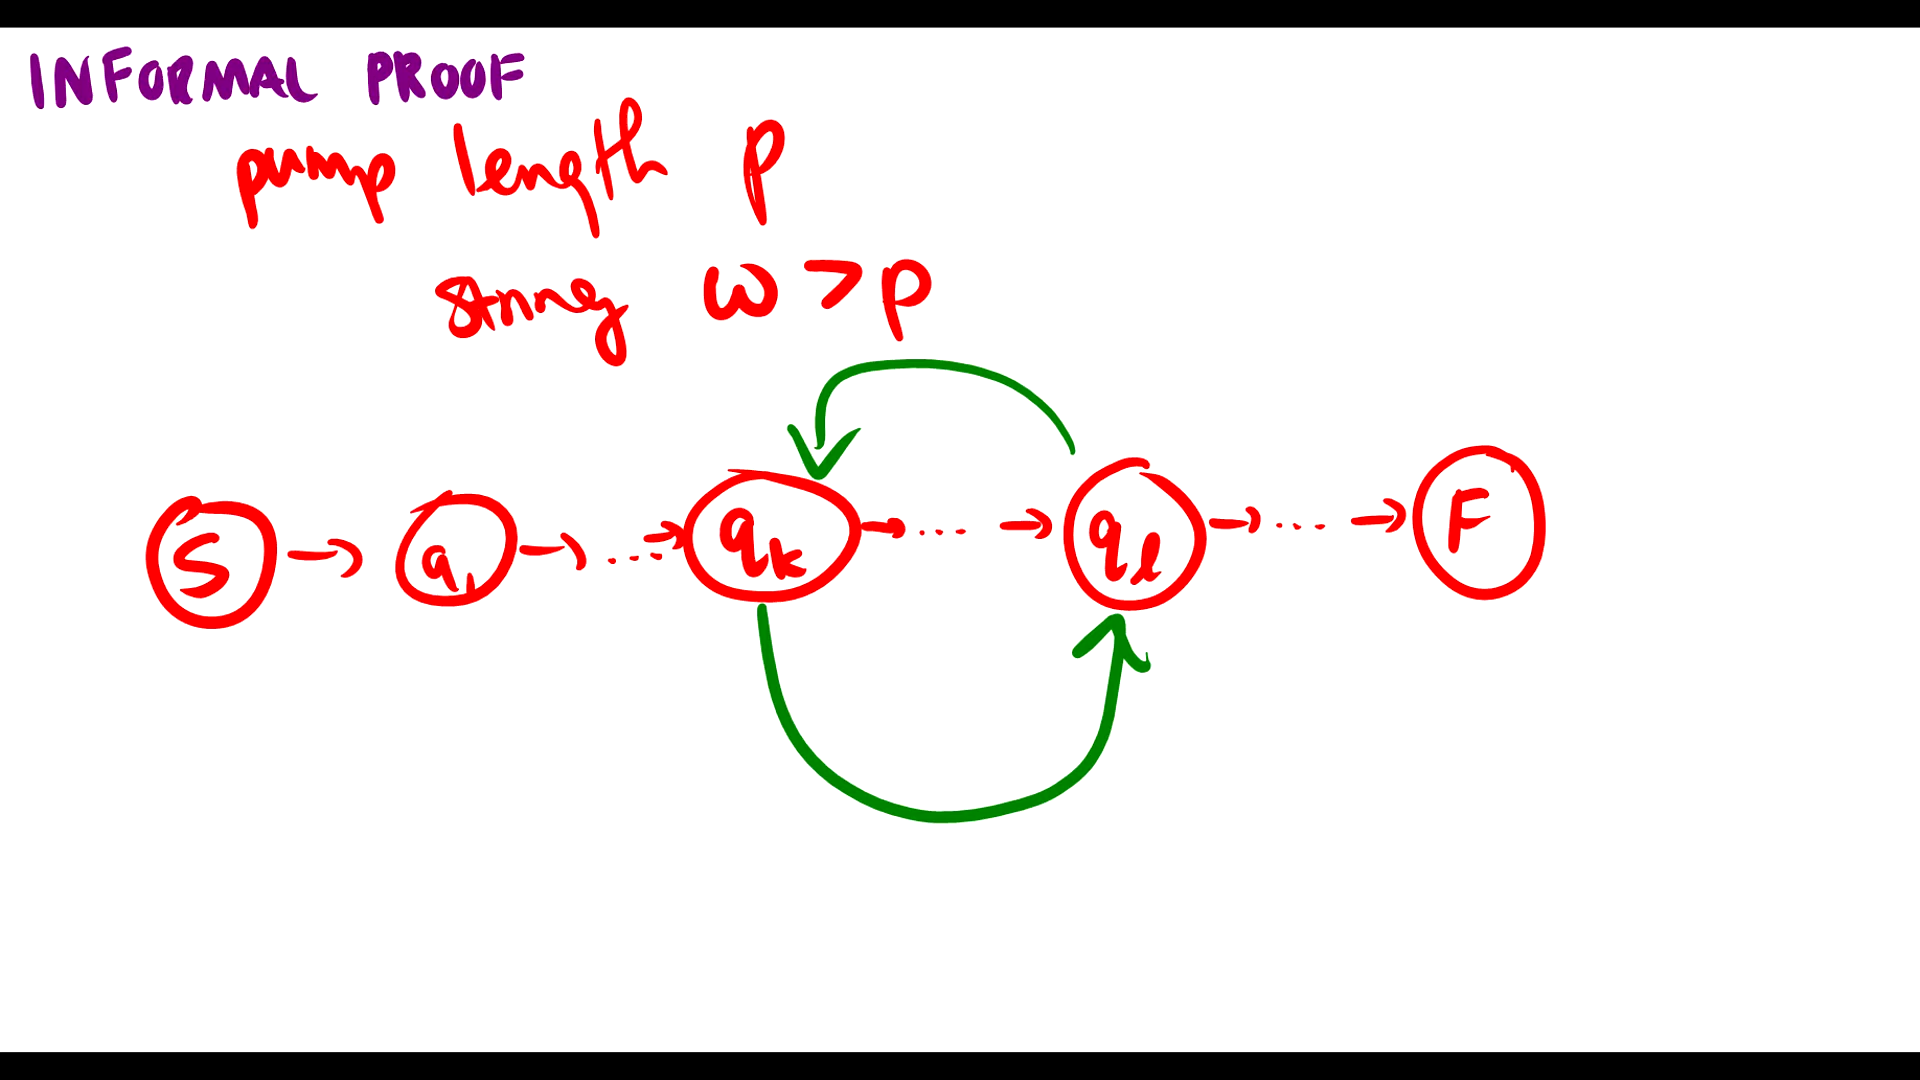 INFORMAL PROOF
pump length p
string w > p
S → q₁ → ... → qₖ → ... → qₗ → ... → F